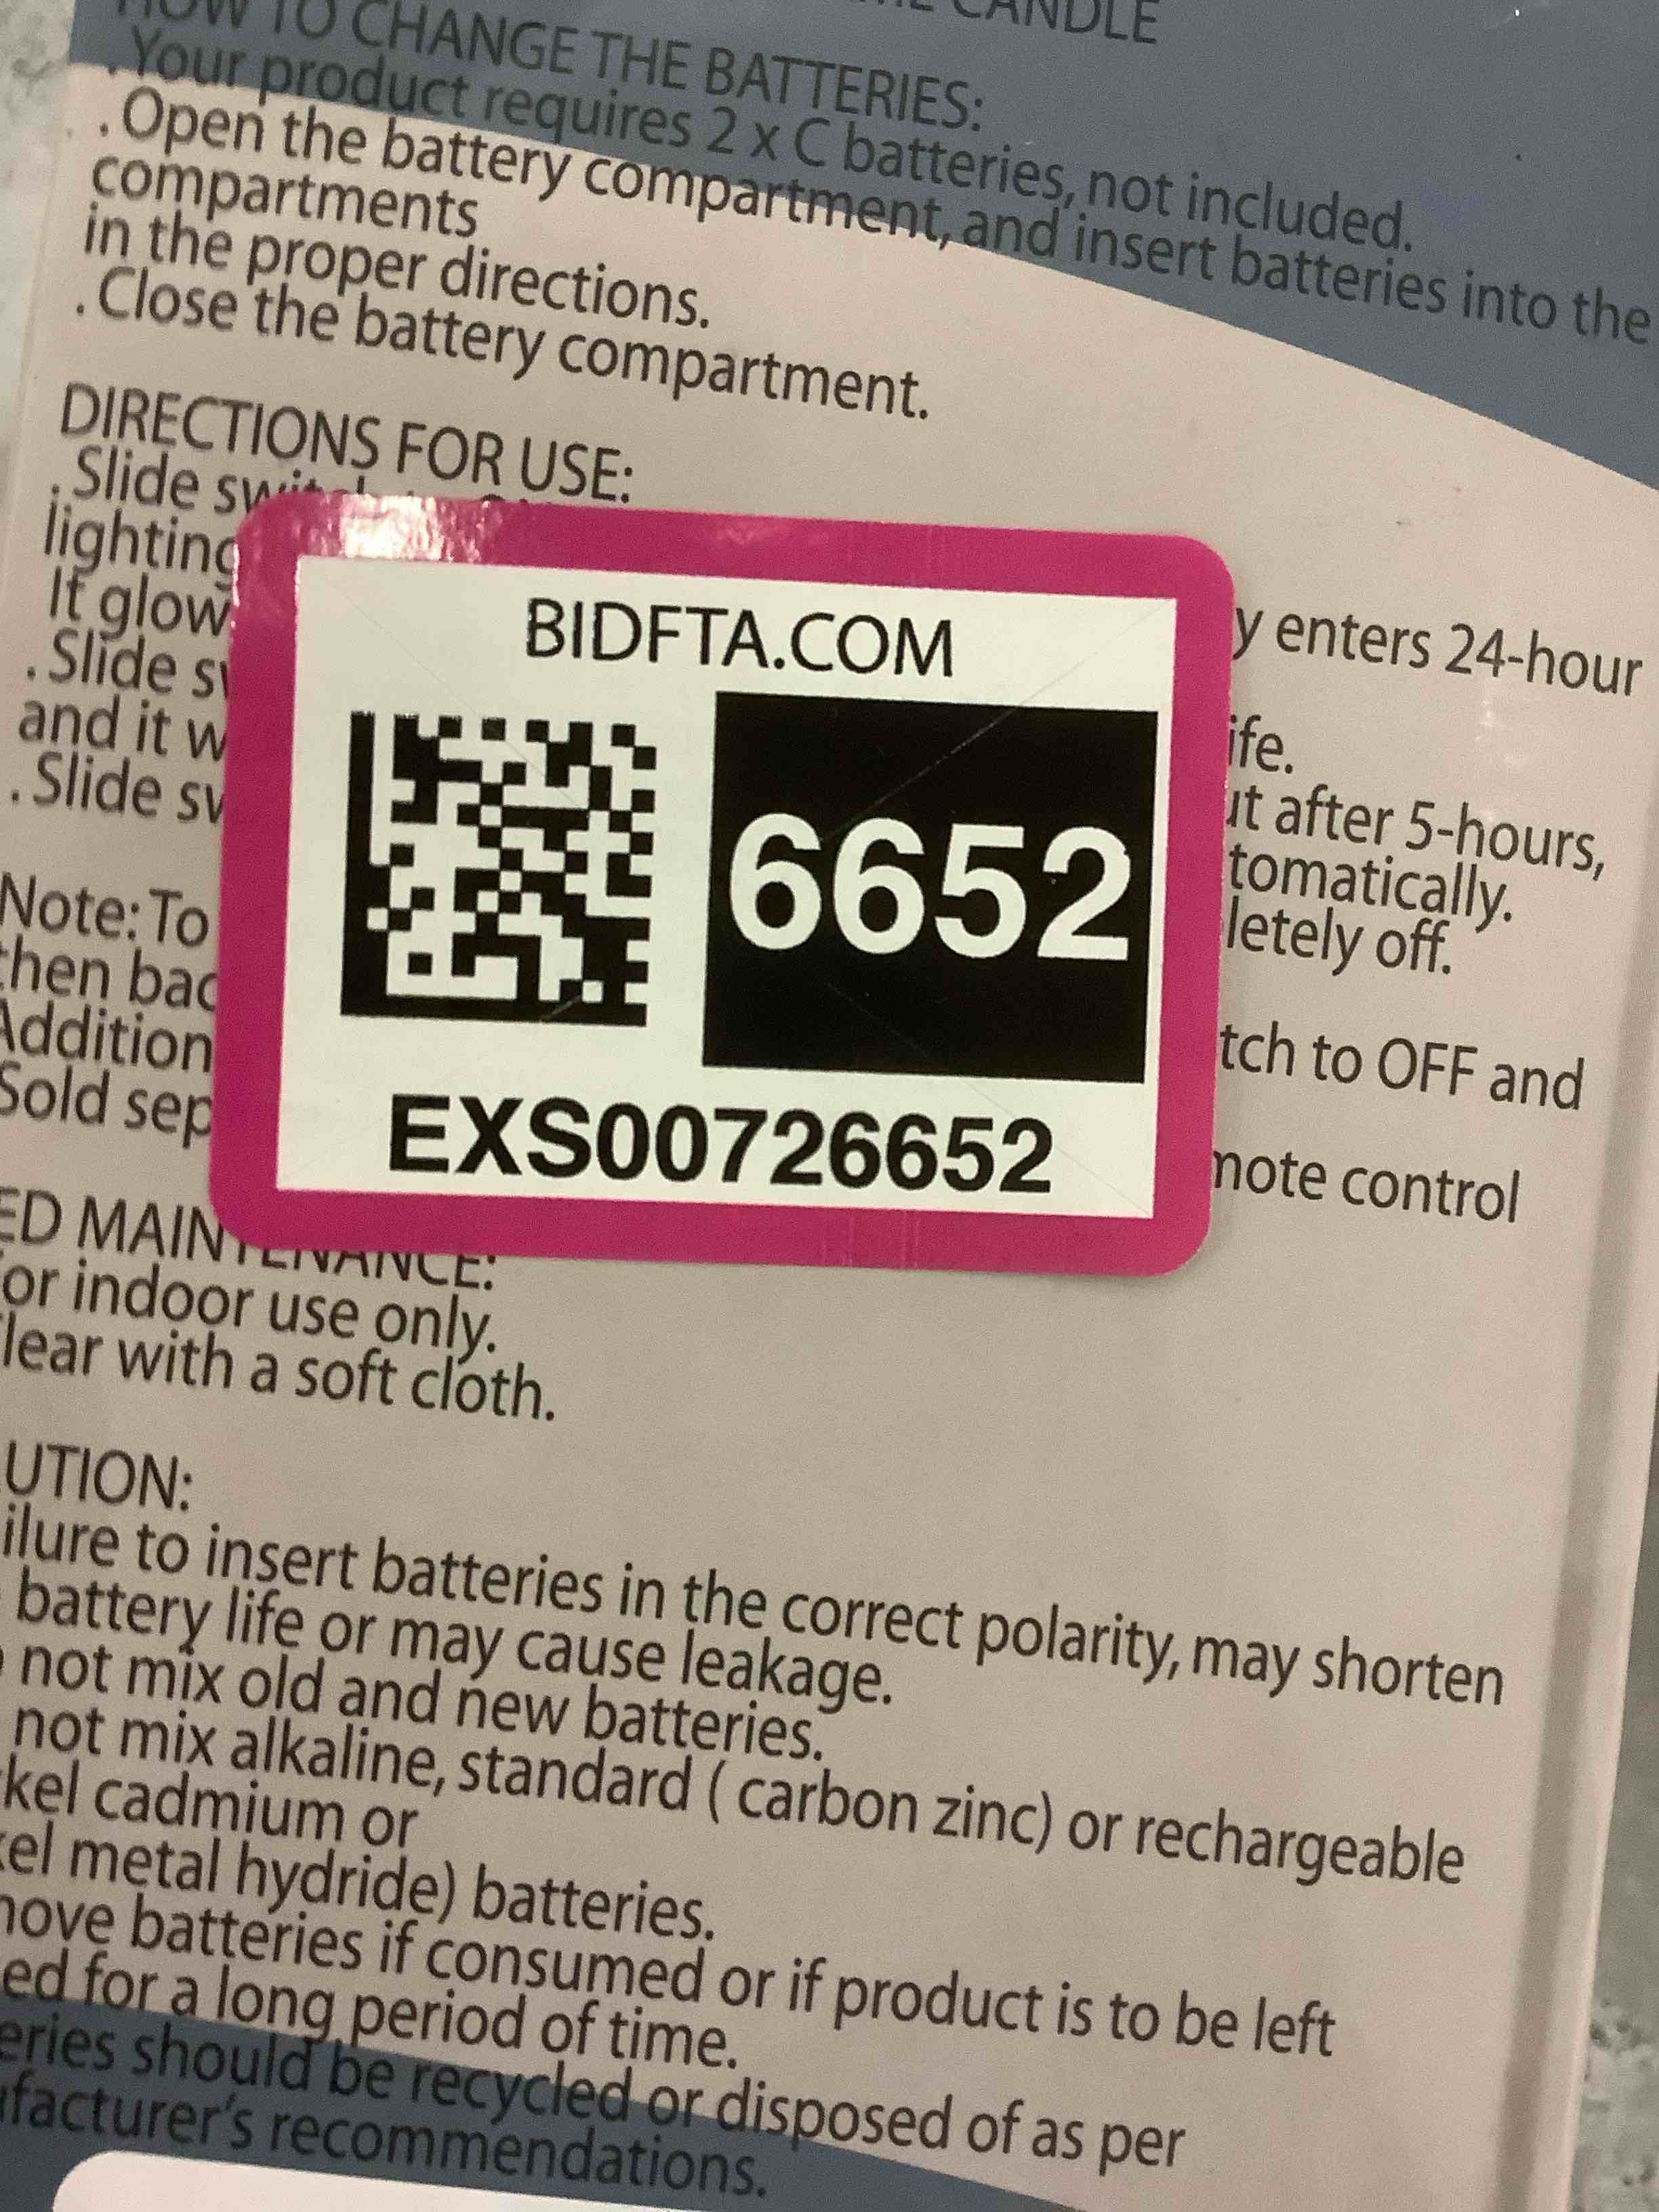 CANDLE
HOW TO CHANGE THE BATTERIES:
.Your product requires 2 x C batteries, not included.
.Open the battery compartment, and insert batteries into the
compartments
in the proper directions.
.Close the battery compartment.
DIRECTIONS FOR USE:
.Slide
lighting
y enters 24-hour
It glow
ife.
.Slide
ut after 5-hours,
and it
tomatically.
.Slide
letely off.
BIDFTA.COM
6652
EXS00726652
Note: To
tch to OFF and
then
Addition
mote control
Sold sep
ED MAINTENANCE:
or indoor use only.
lear with a soft cloth.
UTION:
ilure to insert batteries in the correct polarity, may shorten
battery life or may cause leakage.
not mix old and new batteries.
not mix alkaline, standard ( carbon zinc) or rechargeable
kel cadmium or
kel metal hydride) batteries.
move batteries if consumed or if product is to be left
ed for a long period of time.
eries should be recycled or disposed of as per
ufacturer's recommendations.